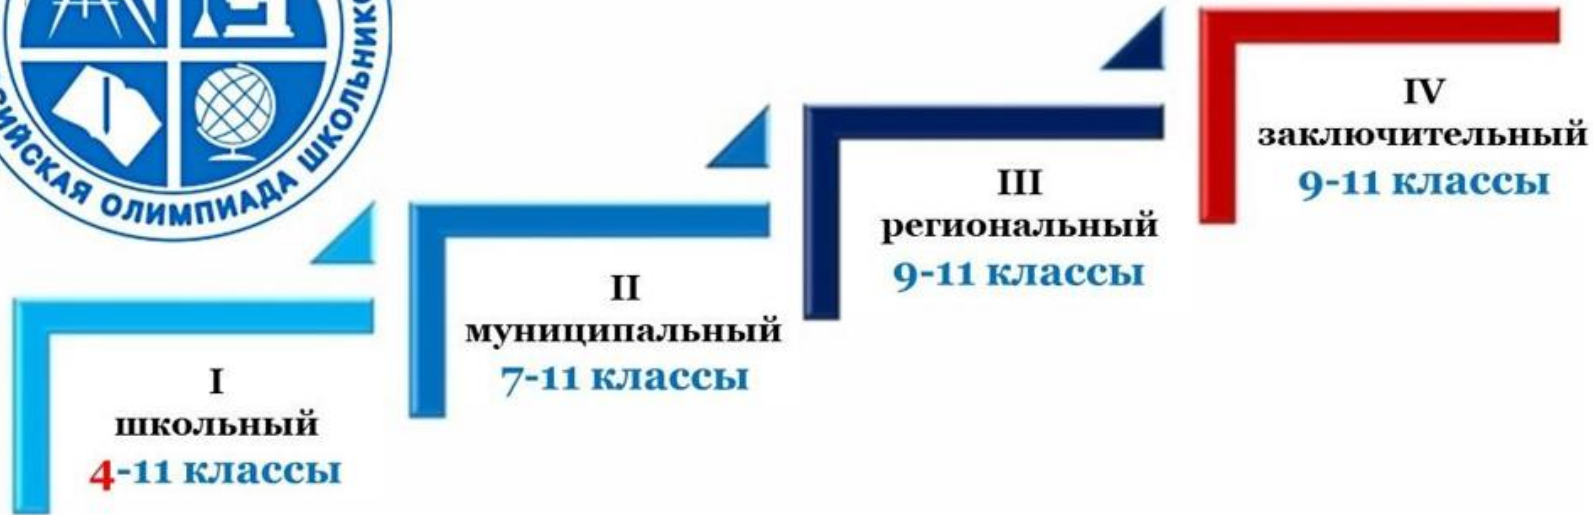 ОЛИМПИАДА
I
школьный
4-11 классы
II
муниципальный
7-11 классы
III
региональный
9-11 классы
IV
заключительный
9-11 классы